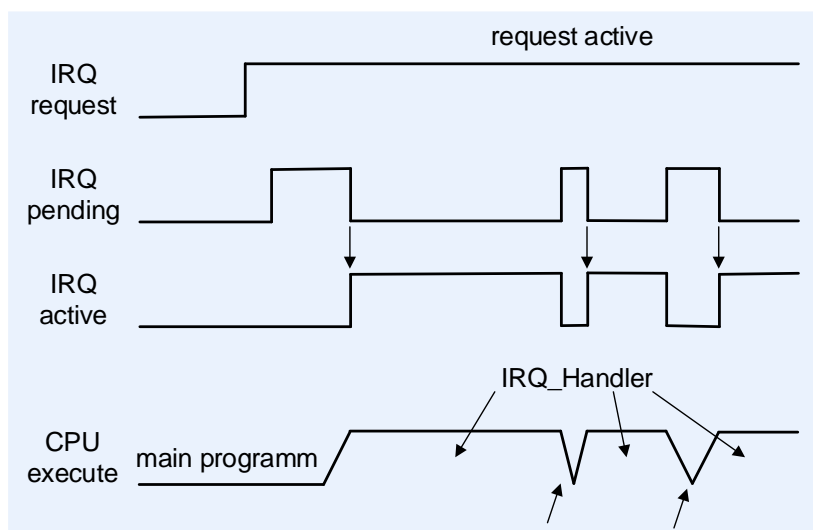 request active
IRQ
request
IRQ
pending
IRQ
active
IRQ_Handler
CPU
execute
main programm